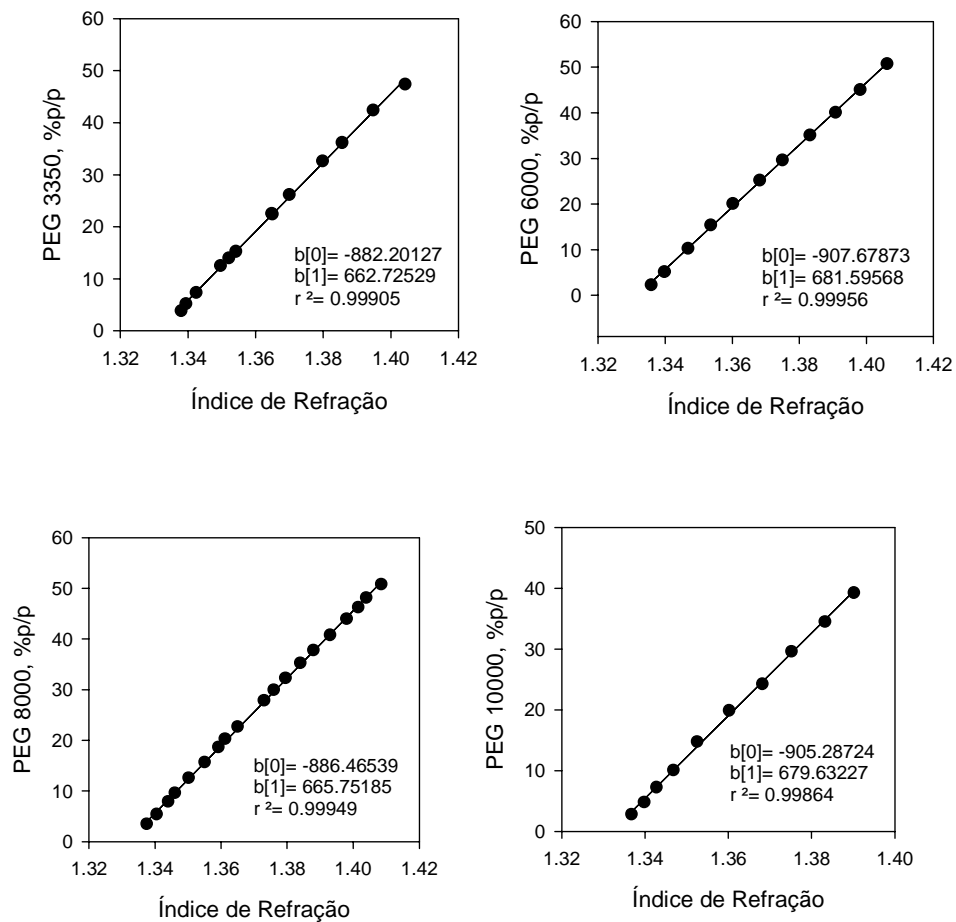 60
50
40
30
20
10
0
PEG 3350, %p/p
b[0]= -882.20127
b[1]= 662.72529
r ²= 0.99905
1.32 1.34 1.36 1.38 1.40 1.42
Índice de Refração
60
50
40
30
20
10
0
PEG 6000, %p/p
b[0]= -907.67873
b[1]= 681.59568
r ²= 0.99956
1.32 1.34 1.36 1.38 1.40 1.42
Índice de Refração
60
50
40
30
20
10
0
PEG 8000, %p/p
b[0]= -886.46539
b[1]= 665.75185
r ²= 0.99949
1.32 1.34 1.36 1.38 1.40 1.42
Índice de Refração
50
40
30
20
10
0
PEG 10000, %p/p
b[0]= -905.28724
b[1]= 679.63227
r ²= 0.99864
1.32 1.34 1.36 1.38 1.40
Índice de Refração